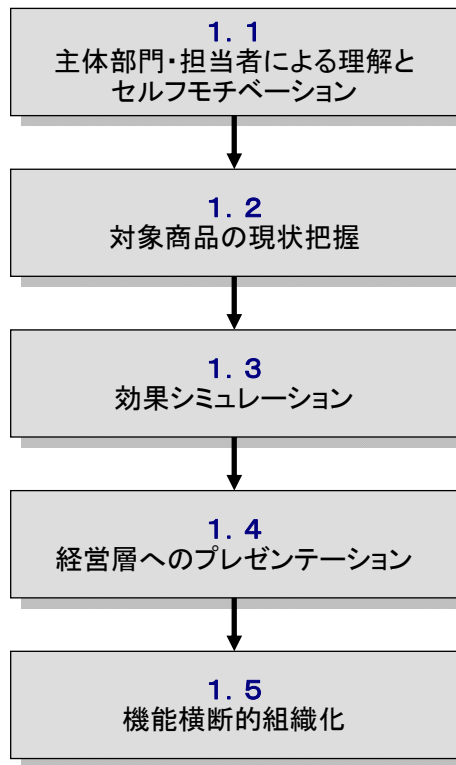 １．１
主体部門・担当者による理解と
セルフモチベーション
１．２
対象商品の現状把握
１．３
効果シミュレーション
１．４
経営層へのプレゼンテーション
１．５
機能横断的組織化